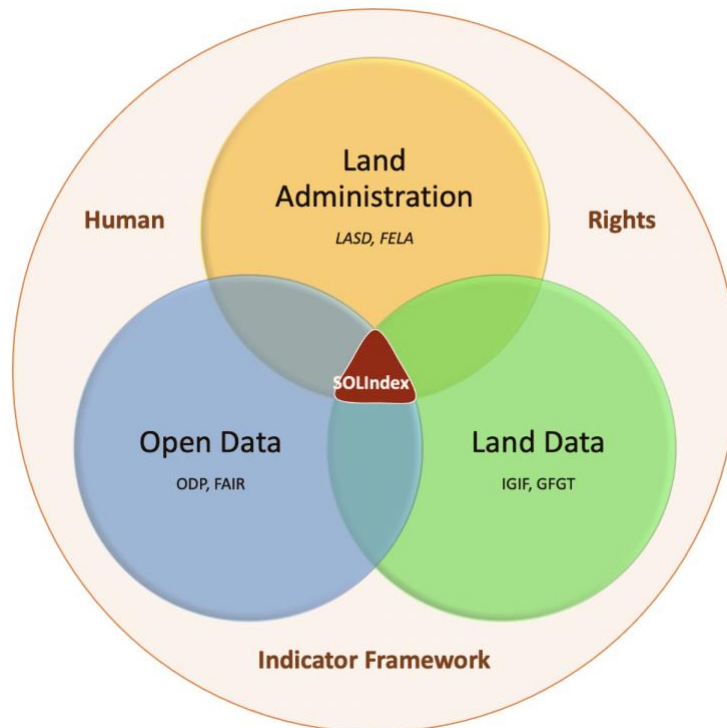 Land
Administration
LASD, FELA
Human
Rights
SOLIndex
Open Data
ODP, FAIR
Land Data
IGIF, GFGT
Indicator Framework